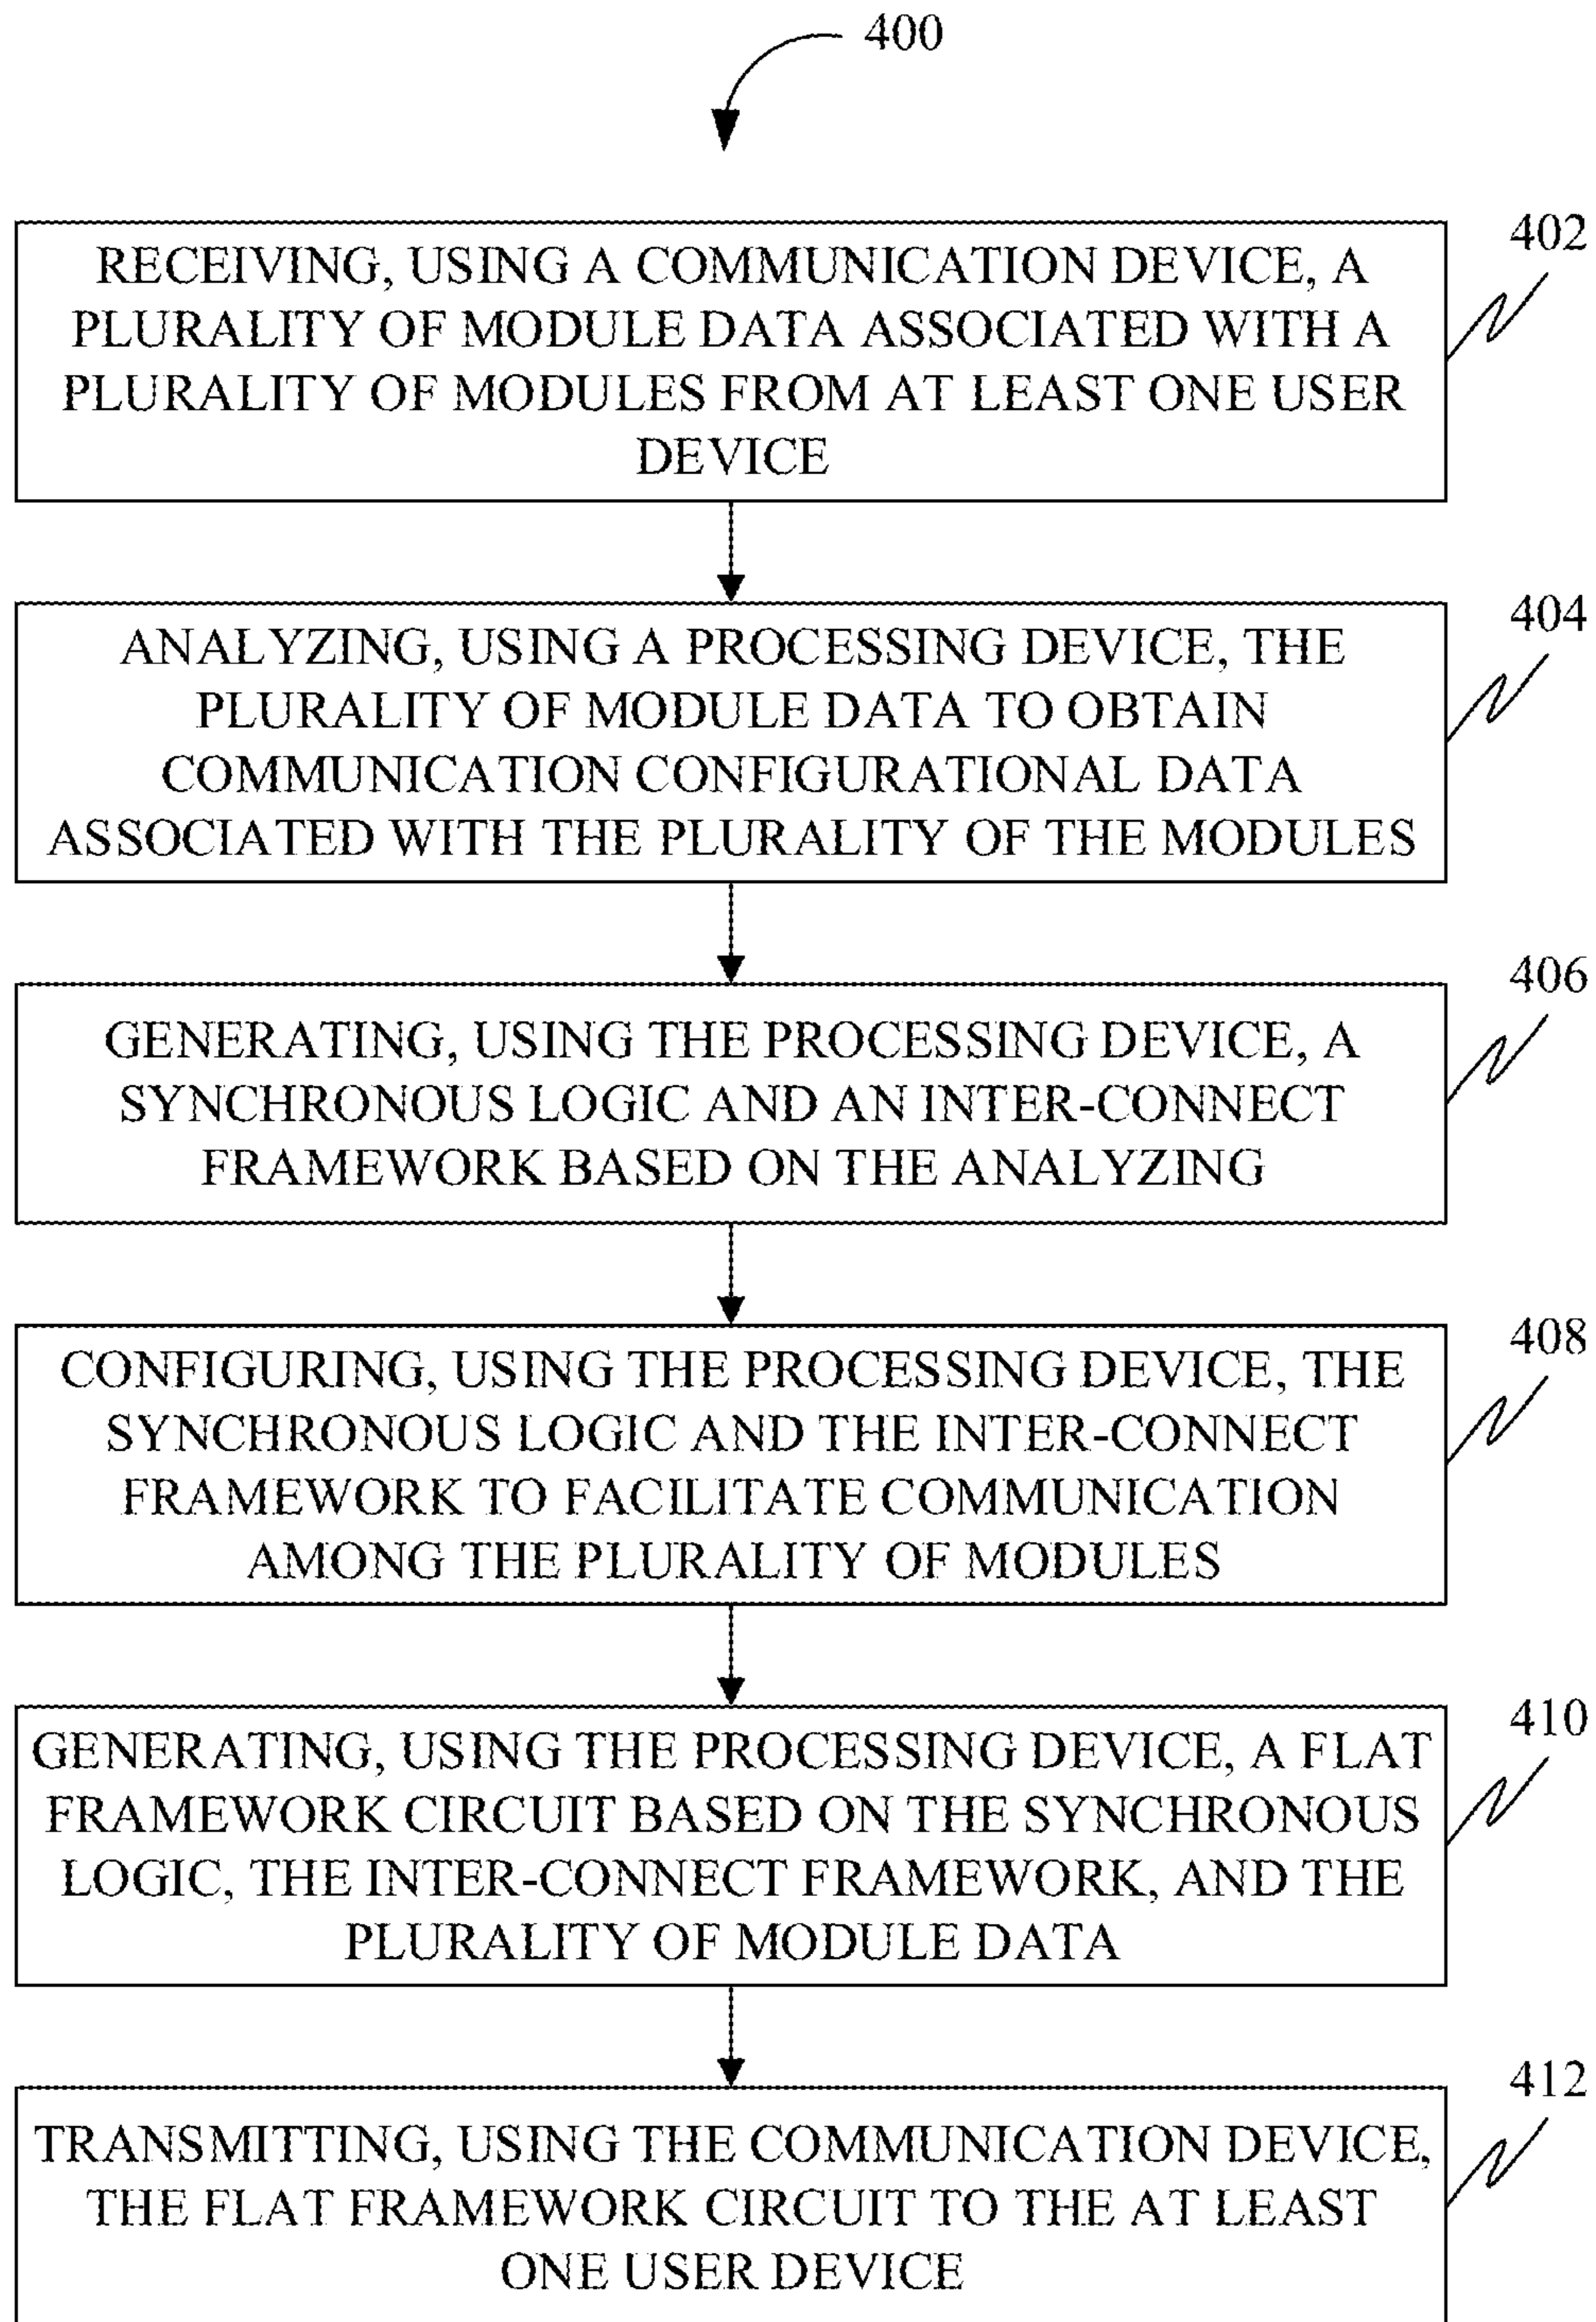 400
402
RECEIVING, USING A COMMUNICATION DEVICE, A
PLURALITY OF MODULE DATA ASSOCIATED WITH A
PLURALITY OF MODULES FROM AT LEAST ONE USER
DEVICE
404
ANALYZING, USING A PROCESSING DEVICE, THE
PLURALITY OF MODULE DATA TO OBTAIN
COMMUNICATION CONFIGURATIONAL DATA
ASSOCIATED WITH THE PLURALITY OF THE MODULES
406
GENERATING, USING THE PROCESSING DEVICE, A
SYNCHRONOUS LOGIC AND AN INTER-CONNECT
FRAMEWORK BASED ON THE ANALYZING
408
CONFIGURING, USING THE PROCESSING DEVICE, THE
SYNCHRONOUS LOGIC AND THE INTER-CONNECT
FRAMEWORK TO FACILITATE COMMUNICATION
AMONG THE PLURALITY OF MODULES
410
GENERATING, USING THE PROCESSING DEVICE, A FLAT
FRAMEWORK CIRCUIT BASED ON THE SYNCHRONOUS
LOGIC, THE INTER-CONNECT FRAMEWORK, AND THE
PLURALITY OF MODULE DATA
412
TRANSMITTING, USING THE COMMUNICATION DEVICE,
THE FLAT FRAMEWORK CIRCUIT TO THE AT LEAST
ONE USER DEVICE